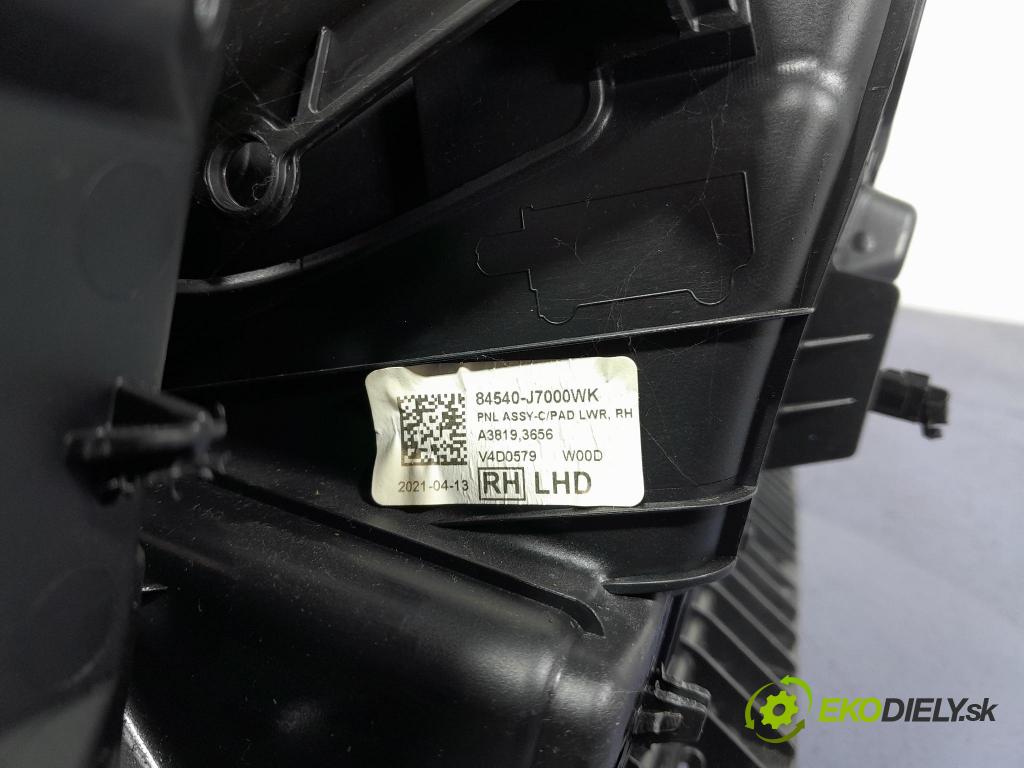 84540-J7000WK
PNL ASSY-C/PAD LWR, RH
A3819,3656
V4D0579 W00D
2021-04-13 RH LHD
EKODIELY.sk